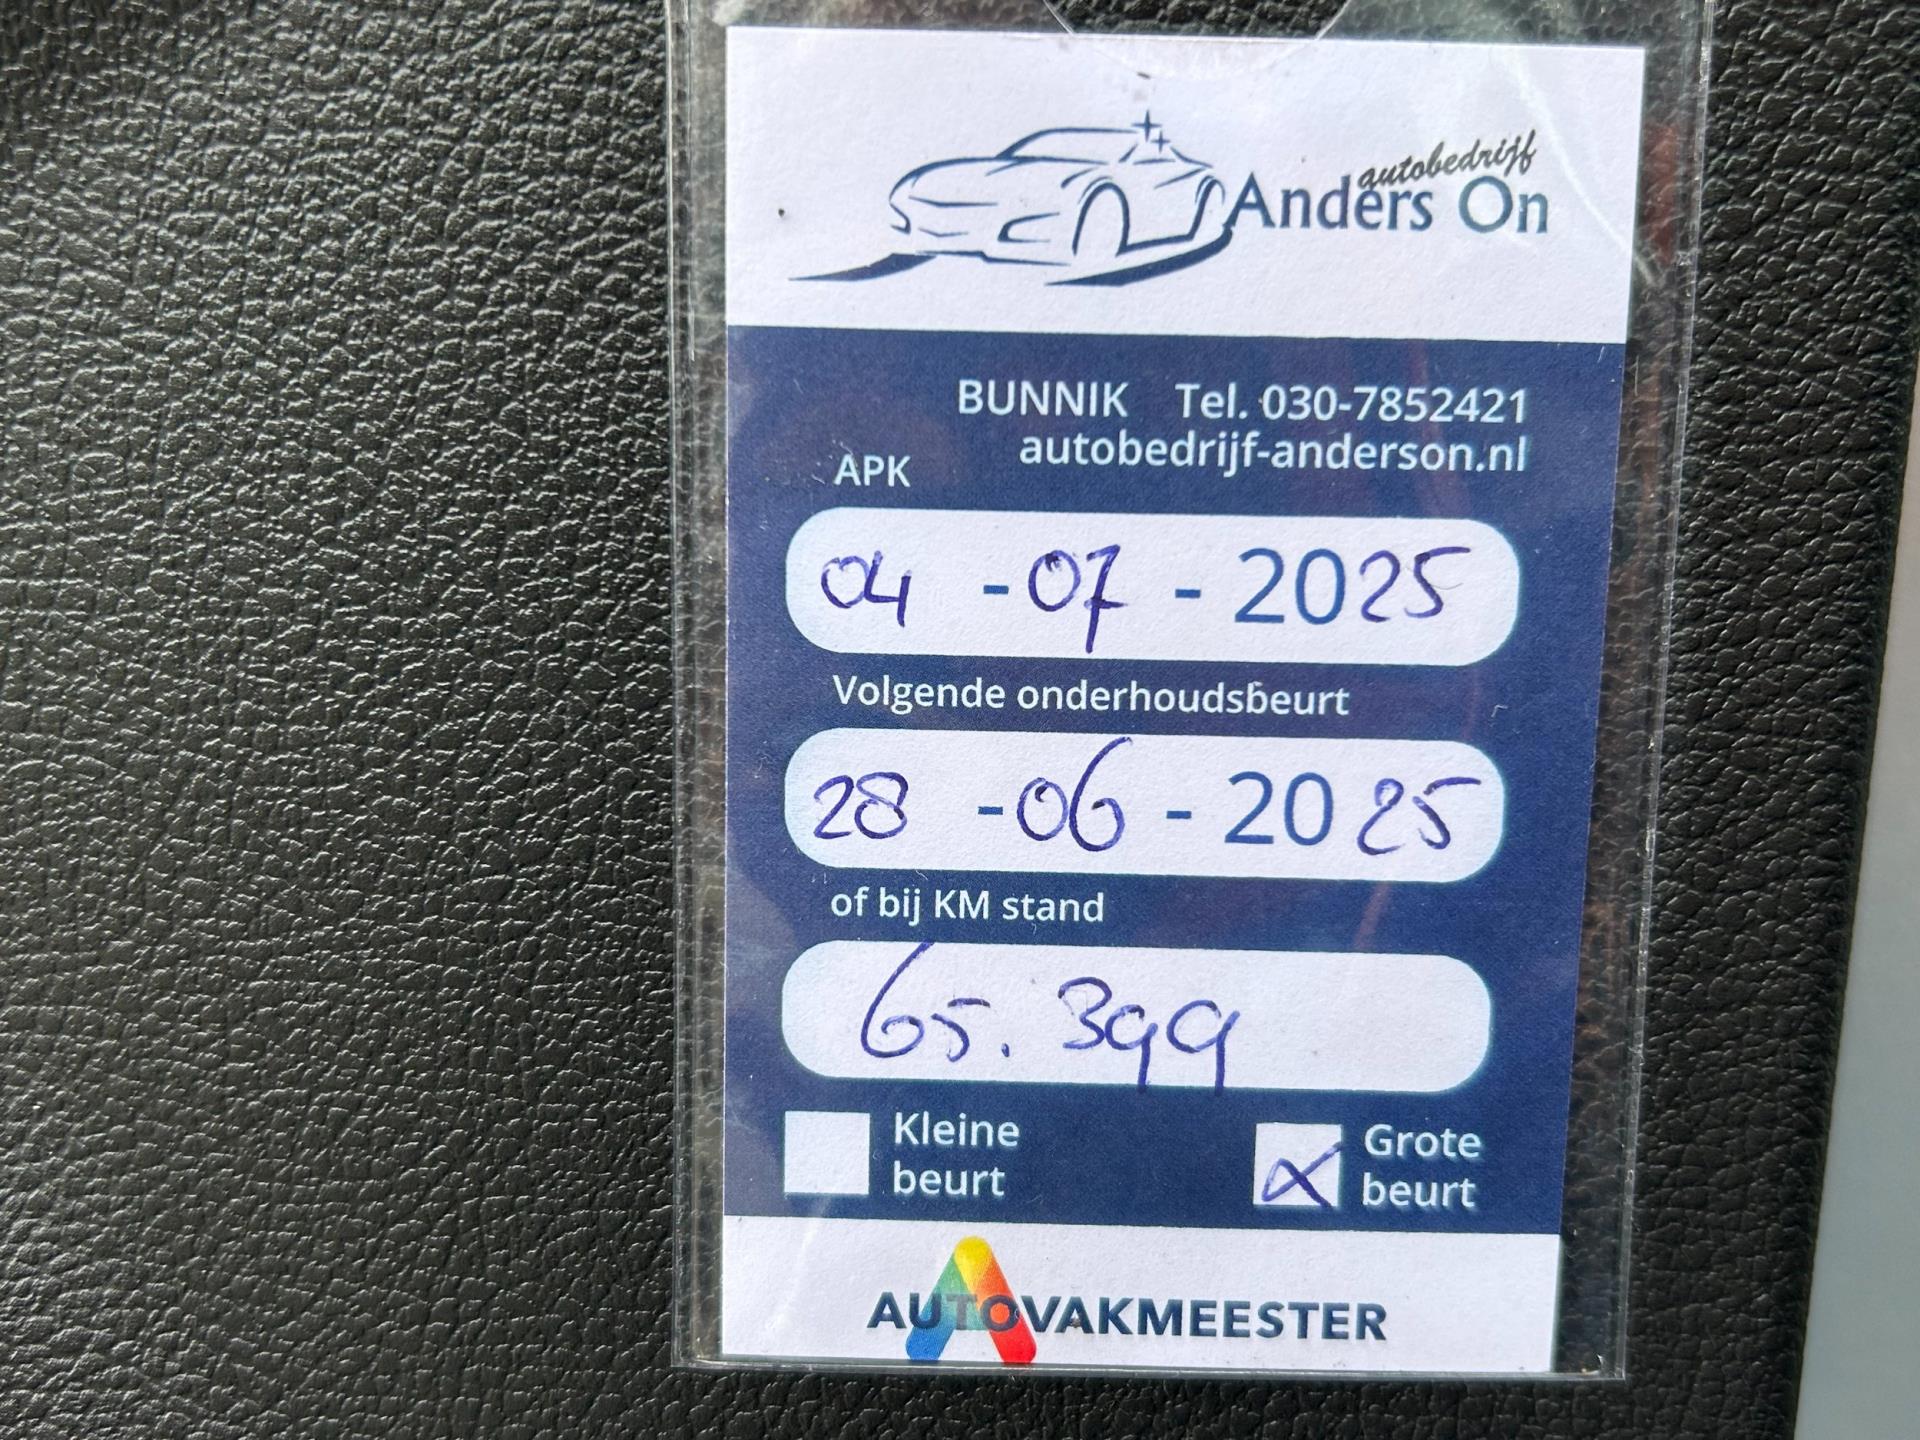 autobedrijf
Anders On
BUNNIK Tel. 030-7852421
autobedrijf-anderson.nl
APK
04 - 07 - 2025
Volgende onderhoudsbeurt
28 - 06 - 2025
of bij KM stand
65.399
Kleine
beurt
Grote
beurt
AUTOVAKMEESTER